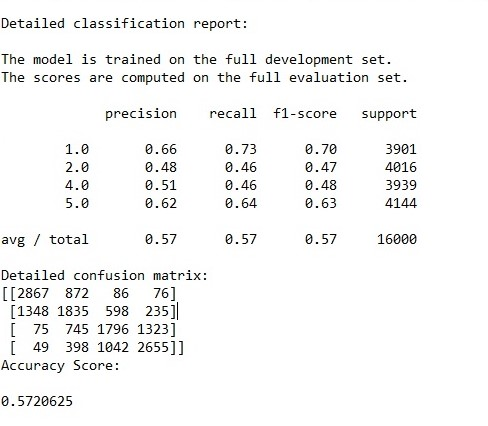 Detailed classification report:
The model is trained on the full development set.
The scores are computed on the full evaluation set.
precision recall f1-score support
1.0 0.66 0.73 0.70 3901
2.0 0.48 0.46 0.47 4016
4.0 0.51 0.46 0.48 3939
5.0 0.62 0.64 0.63 4144
avg / total 0.57 0.57 0.57 16000
Detailed confusion matrix:
[[2867 872 86 76]
[1348 1835 598 235]
[ 75 745 1796 1323]
[ 49 398 1042 2655]]
Accuracy Score:
0.5720625